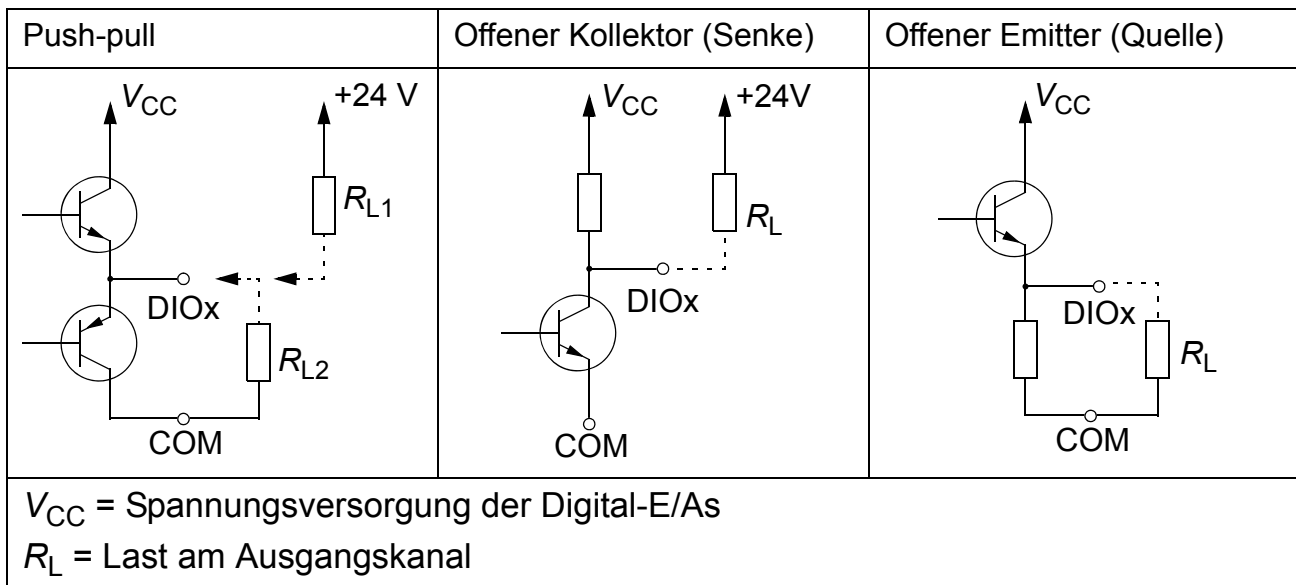 Push-pull
Offener Kollektor (Senke)
Offener Emitter (Quelle)
VCC
+24 V
RL1
DIOx
RL2
COM
VCC
+24V
RL
DIOx
COM
VCC
DIOx
RL
COM
VCC = Spannungsversorgung der Digital-E/As
RL = Last am Ausgangskanal